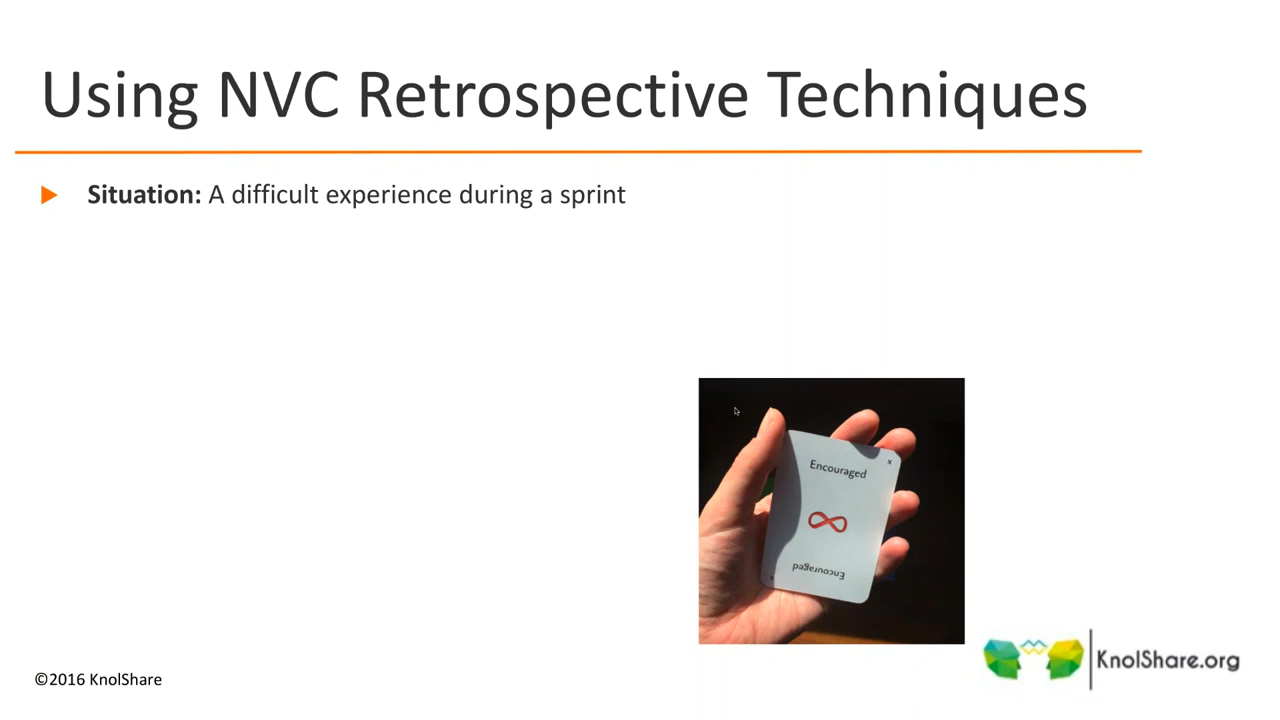 Using NVC Retrospective Techniques
Situation: A difficult experience during a sprint
Encouraged
x
Encouraged
©2016 KnolShare
KnolShare.org